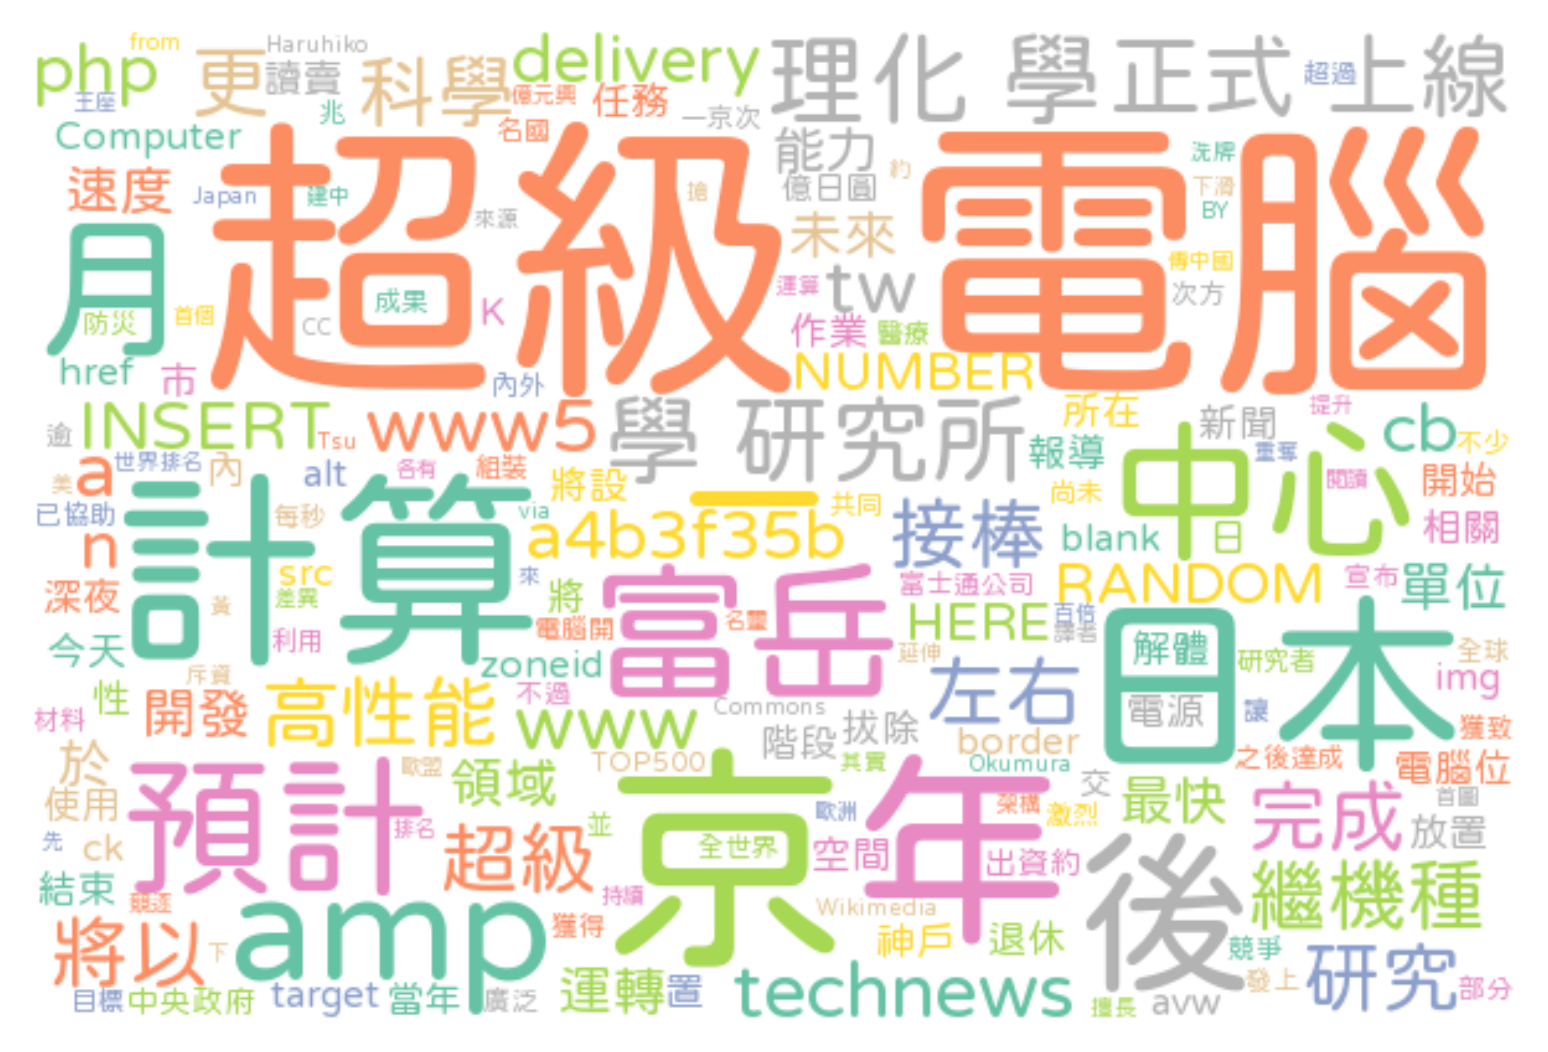 from
Haruhiko
php
王座
更
讀賣
科學
delivery
億元興
任務
理化 學
正式
超過
上線
兆
名國
一京次
Computer
速度
Japan
建中
來源
超級電腦
搶
能力
億日圓
約
洗牌
下滑
BY
未來
傳中國
運算
tw
次方
月
防災
首個
CC
成果
K
作業
醫療
href
市
內外
NUMBER
逾
INSERT
Tsu
www5
學 研究所
所在
新聞
提升
cb
不少
美
a
世界排名
內
alt
各有
組裝
將設
一
共同
報導
尚未
中心
重奪
閱讀
開始
已協助
計算
每秒
via
a4b3f35b
接棒
blank
日
相關
n
深夜
src
差異
黃
來
將
富岳
富士通公司
RANDOM
宣布
單位
今天
利用
電腦開
名單
HERE
百倍
譯者
日本
解體
研究者
全球
斥資
zoneid
延伸
性
開發
高性能
不過
www
Commons
左右
電源
讓
img
材料
階段
拔除
獲致
於
歐盟
領域
TOP500
其實
border
Okumura
之後達成
電腦位
使用
預計
京
年
交
最快
完成
首圖
先
ck
排名
超級
並
全世界
歐洲
空間
架構
激烈
出資約
後
放置
結束
競逐
amp
持續
Wikimedia
繼機種
將以
下
獲得
神戶
退休
競爭
目標
中央政府
target
當年
廣泛
運轉
置
technews
擅長
avw
發上
研究
部分